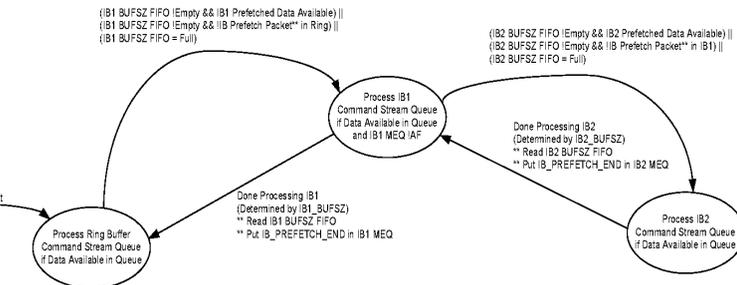 (IB1 BUFSZ FIFO !Empty && IB1 Prefetched Data Available) ||
(IB1 BUFSZ FIFO !Empty && !IB Prefetch Packet** in Ring) ||
(IB1 BUFSZ FIFO = Full)
(IB2 BUFSZ FIFO !Empty && IB2 Prefetched Data Available) ||
(IB2 BUFSZ FIFO !Empty && !IB Prefetch Packet** in IB1) ||
(IB2 BUFSZ FIFO = Full)
Process IB1
Command Stream Queue
if Data Available in Queue
and IB1 MEQ !AF
Done Processing IB2
(Determined by IB2_BUFSZ)
** Read IB2 BUFSZ FIFO
** Put IB_PREFETCH_END in IB2 MEQ
Done Processing IB1
(Determined by IB1_BUFSZ)
** Read IB1 BUFSZ FIFO
** Put IB_PREFETCH_END in IB1 MEQ
t
Process Ring Buffer
Command Stream Queue
if Data Available in Queue
Process IB2
Command Stream Queue
if Data Available in Queue